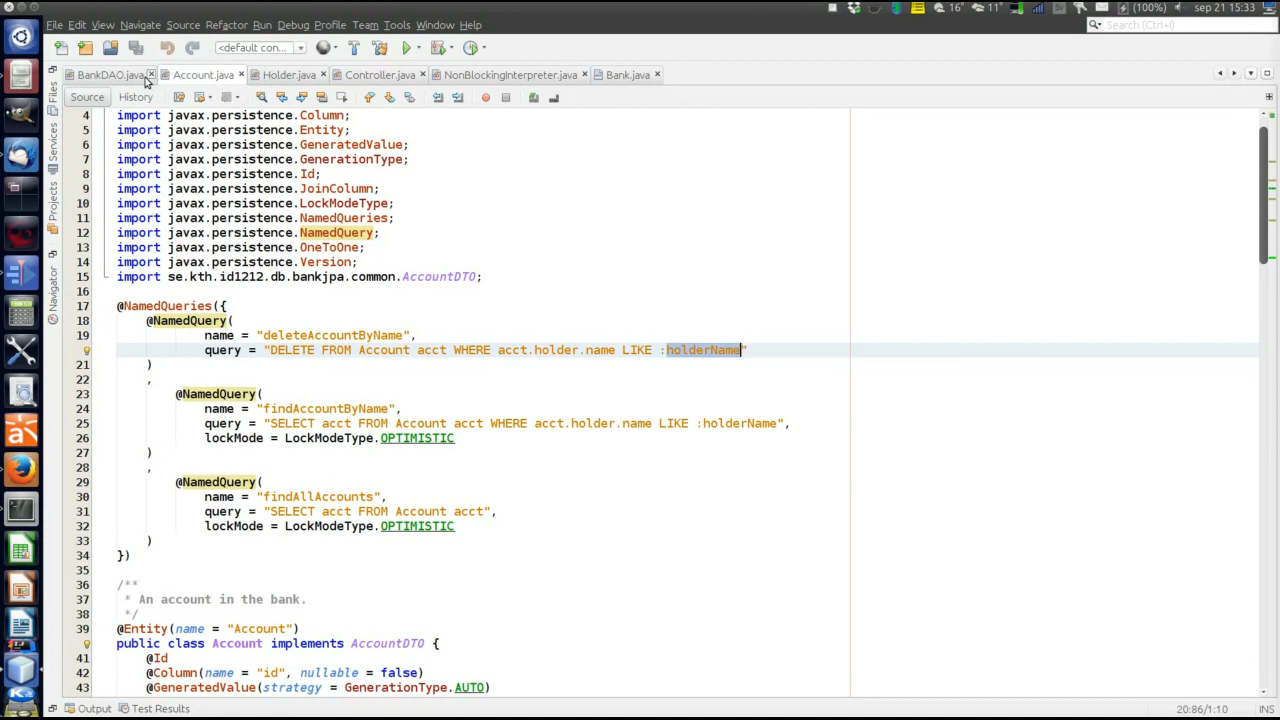 16° 11° (100%) sep 21 15:33
File Edit View Navigate Source Refactor Run Debug Profile Team Tools Window Help
Search (Ctrl+I)
<default con...
BankDAO.java Account.java Holder.java Controller.java NonBlockingInterpreter.java Bank.java
Source History
Files
Services
Projects
Navigator
4 import javax.persistence.Column;
5 import javax.persistence.Entity;
6 import javax.persistence.GeneratedValue;
7 import javax.persistence.GenerationType;
8 import javax.persistence.Id;
9 import javax.persistence.JoinColumn;
10 import javax.persistence.LockModeType;
11 import javax.persistence.NamedQueries;
12 import javax.persistence.NamedQuery;
13 import javax.persistence.OneToOne;
14 import javax.persistence.Version;
15 import se.kth.id1212.db.bankjpa.common.AccountDTO;
16
17 @NamedQueries({
18 @NamedQuery(
19 name = "deleteAccountByName",
query = "DELETE FROM Account acct WHERE acct.holder.name LIKE :holderName"
21 )
22 ,
23 @NamedQuery(
24 name = "findAccountByName",
25 query = "SELECT acct FROM Account acct WHERE acct.holder.name LIKE :holderName",
26 lockMode = LockModeType.OPTIMISTIC
27 )
28 ,
29 @NamedQuery(
30 name = "findAllAccounts",
31 query = "SELECT acct FROM Account acct",
32 lockMode = LockModeType.OPTIMISTIC
33 )
34 })
35
36 /**
37 * An account in the bank.
38 */
39 @Entity(name = "Account")
public class Account implements AccountDTO {
41 @Id
42 @Column(name = "id", nullable = false)
43 @GeneratedValue(strategy = GenerationType.AUTO)
Output Test Results
20:86/1:10 INS